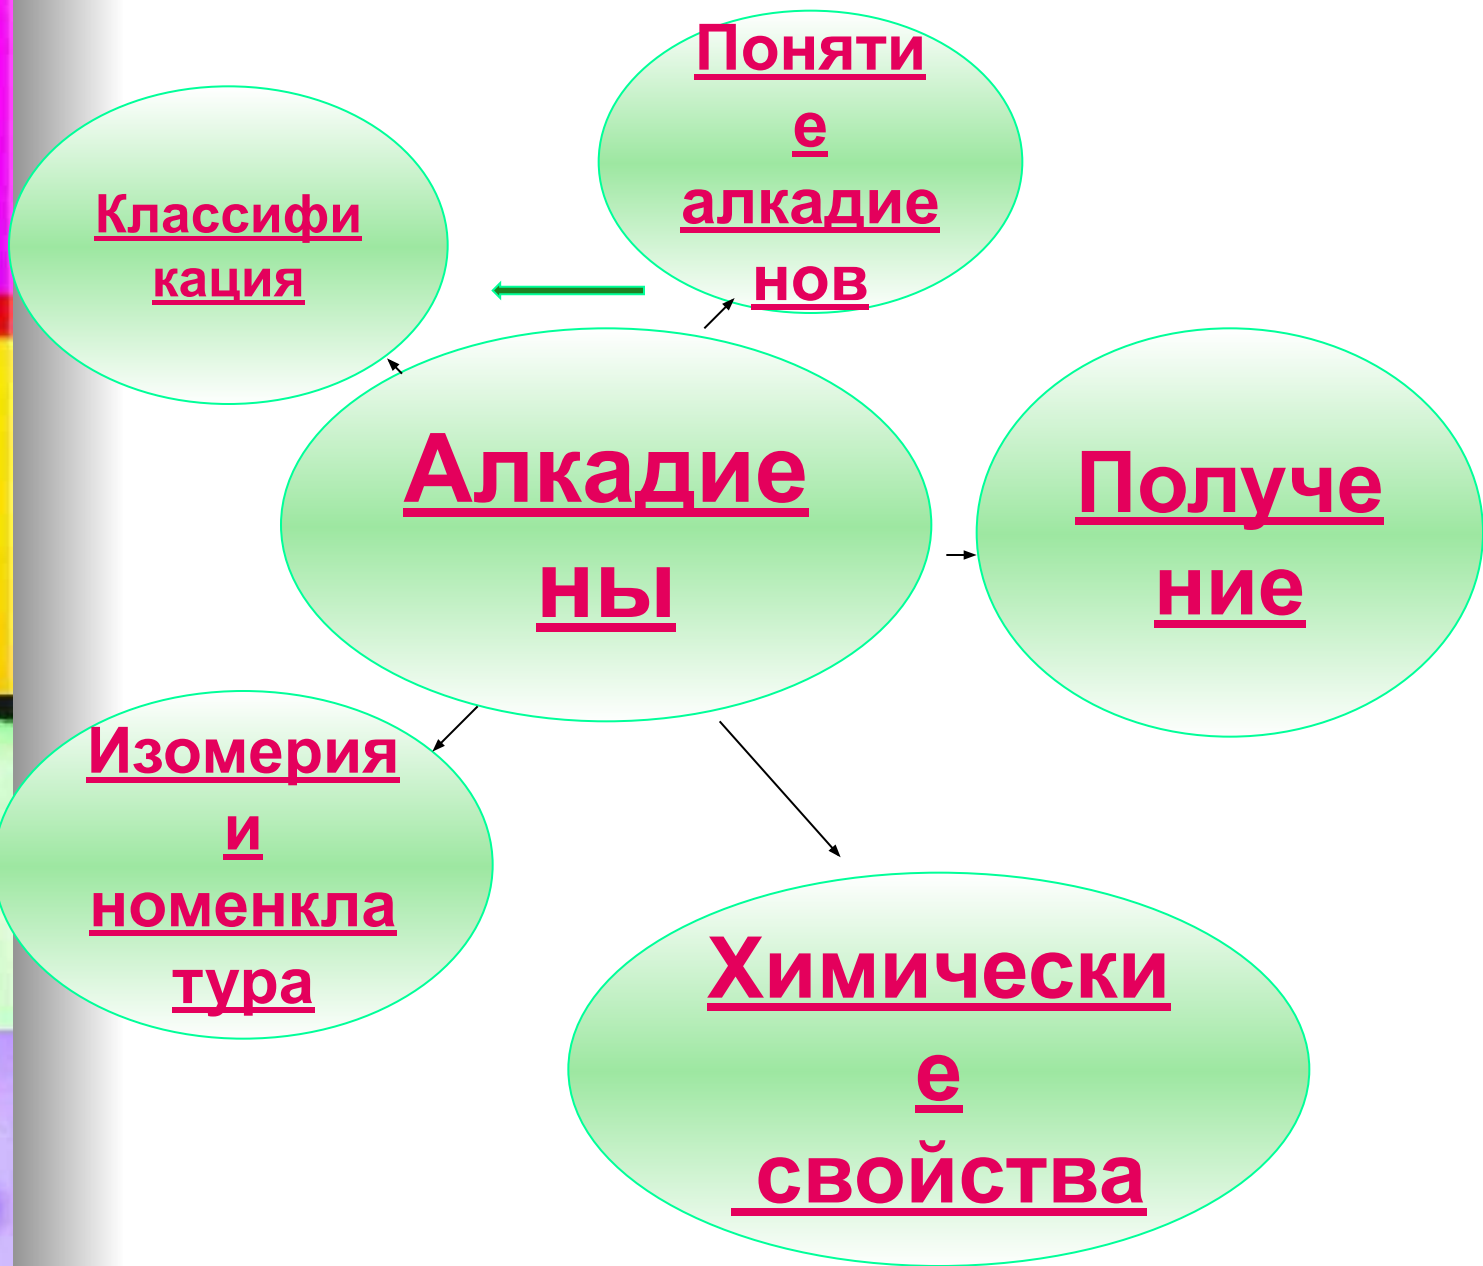 Поняти
е
алкадие
нов
Классифи
кация
Алкадие
ны
Получе
ние
Изомерия
и
номенкла
тура
Химически
е
свойства